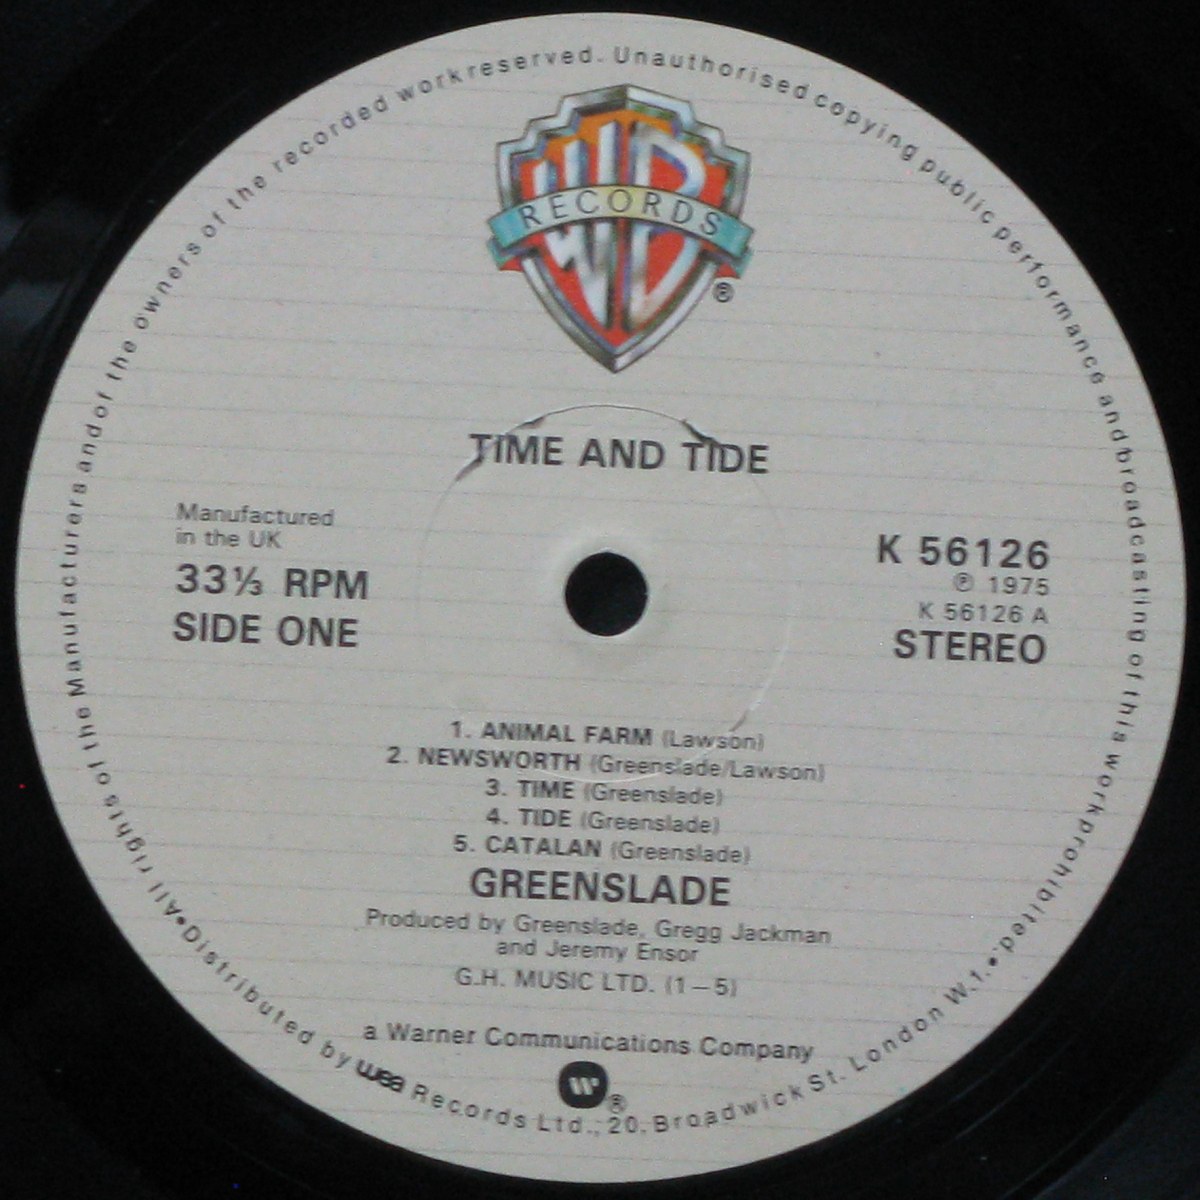 WB
RECORDS
®
TIME AND TIDE
Manufactured
in the UK
33⅓ RPM
SIDE ONE
K 56126
℗ 1975
K 56126 A
STEREO
1. ANIMAL FARM (Lawson)
2. NEWSWORTH (Greenslade/Lawson)
3. TIME (Greenslade)
4. TIDE (Greenslade)
5. CATALAN (Greenslade)
GREENSLADE
Produced by Greenslade, Gregg Jackman
and Jeremy Ensor
G.H. MUSIC LTD. (1–5)
a Warner Communications Company
W®
•All rights of the Manufacturers and of the owners of the recorded work reserved. Unauthorised copying public performance and broadcasting of this work prohibited.•
Distributed by wea Records Ltd., 20, Broadwick St. London W.1.